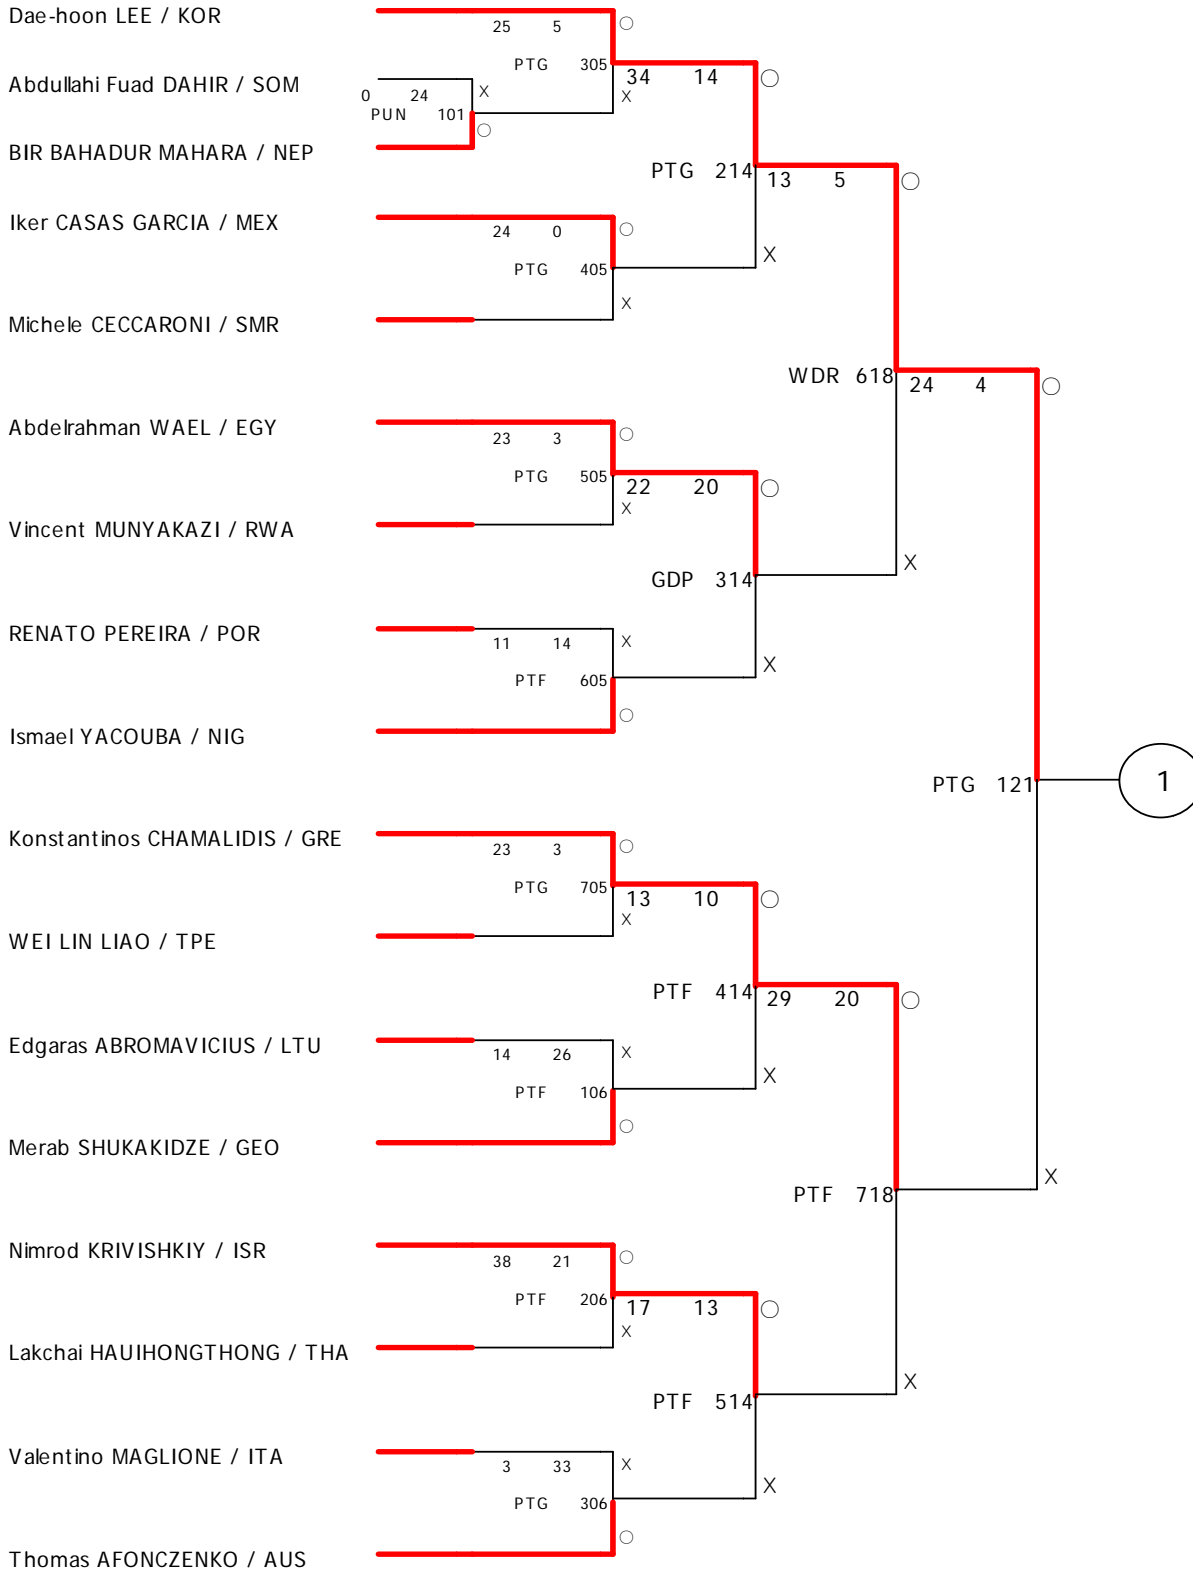 Dae-hoon LEE / KOR
25 5
PTG 305
34 14
Abdullahi Fuad DAHIR / SOM
0 24
X
X
PUN 101
BIR BAHADUR MAHARA / NEP
PTG 214
13 5
Iker CASAS GARCIA / MEX
24 0
PTG 405
X
X
Michele CECCARONI / SMR
WDR 618
24 4
X
Abdelrahman WAEL / EGY
23 3
PTG 505
22 20
X
Vincent MUNYAKAZI / RWA
X
GDP 314
RENATO PEREIRA / POR
11 14
X
X
PTF 605
Ismael YACOUBA / NIG
PTG 121
1
Konstantinos CHAMALIDIS / GRE
23 3
PTG 705
13 10
X
WEI LIN LIAO / TPE
PTF 414
29 20
Edgaras ABROMAVICIUS / LTU
14 26
X
X
PTF 106
Merab SHUKAKIDZE / GEO
X
PTF 718
Nimrod KRIVISHKIY / ISR
38 21
PTF 206
17 13
X
Lakchai HAUIHONGTHONG / THA
X
PTF 514
Valentino MAGLIONE / ITA
3 33
X
X
PTG 306
Thomas AFONCZENKO / AUS